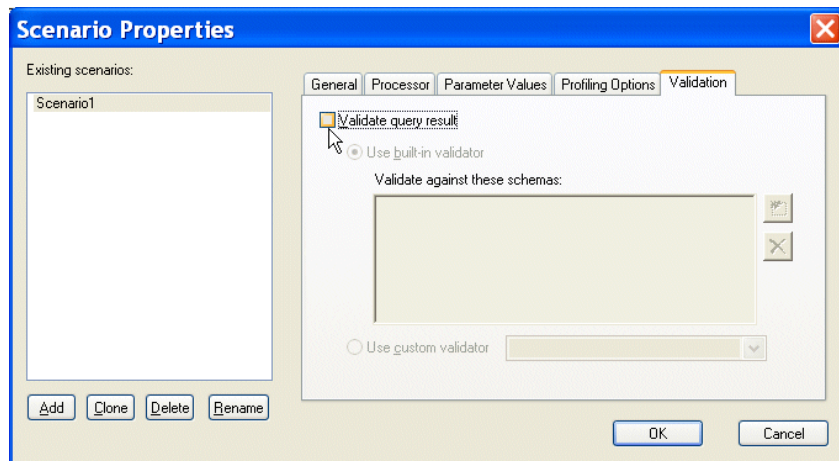 Scenario Properties
Existing scenarios:
Scenario1
General Processor Parameter Values Profiling Options Validation
Validate query result
Use built-in validator
Validate against these schemas:
Use custom validator
Add Clone Delete Rename
OK Cancel